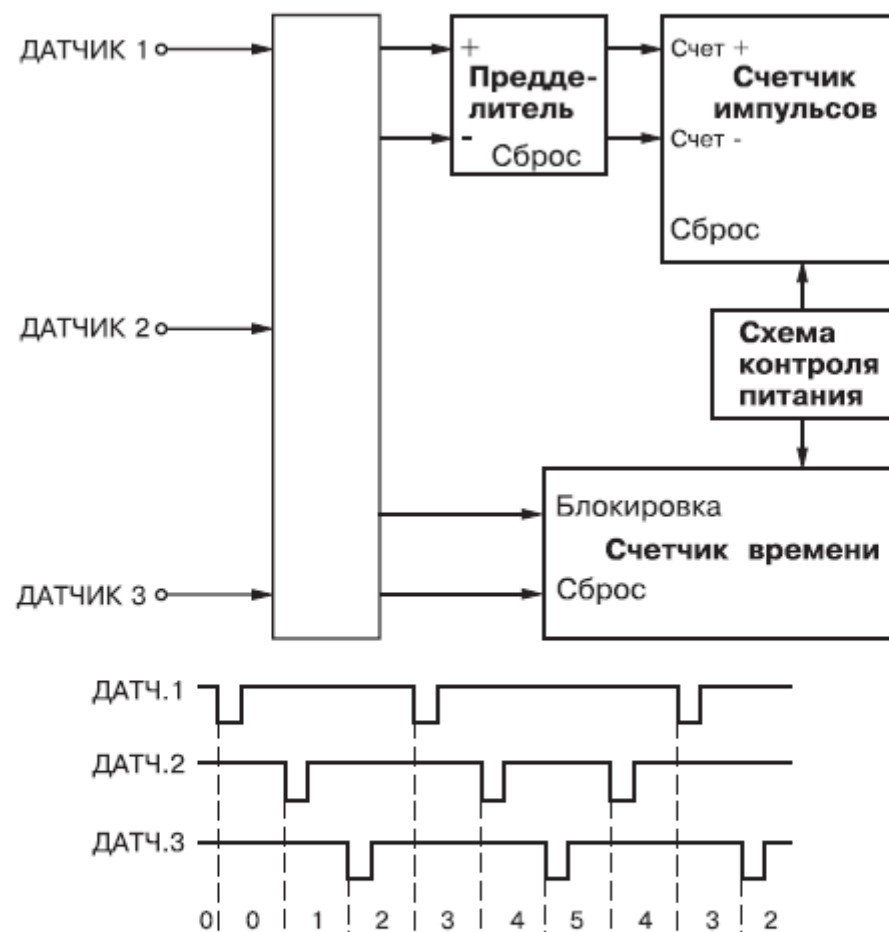 ДАТЧИК 1
+
Предде-
литель
-
Сброс
Счет +
Счетчик
импульсов
Счет -
Сброс
ДАТЧИК 2
Схема
контроля
питания
Блокировка
Счетчик времени
ДАТЧИК 3
Сброс
ДАТЧ.1
ДАТЧ.2
ДАТЧ.3
0 0 1 2 3 4 5 4 3 2